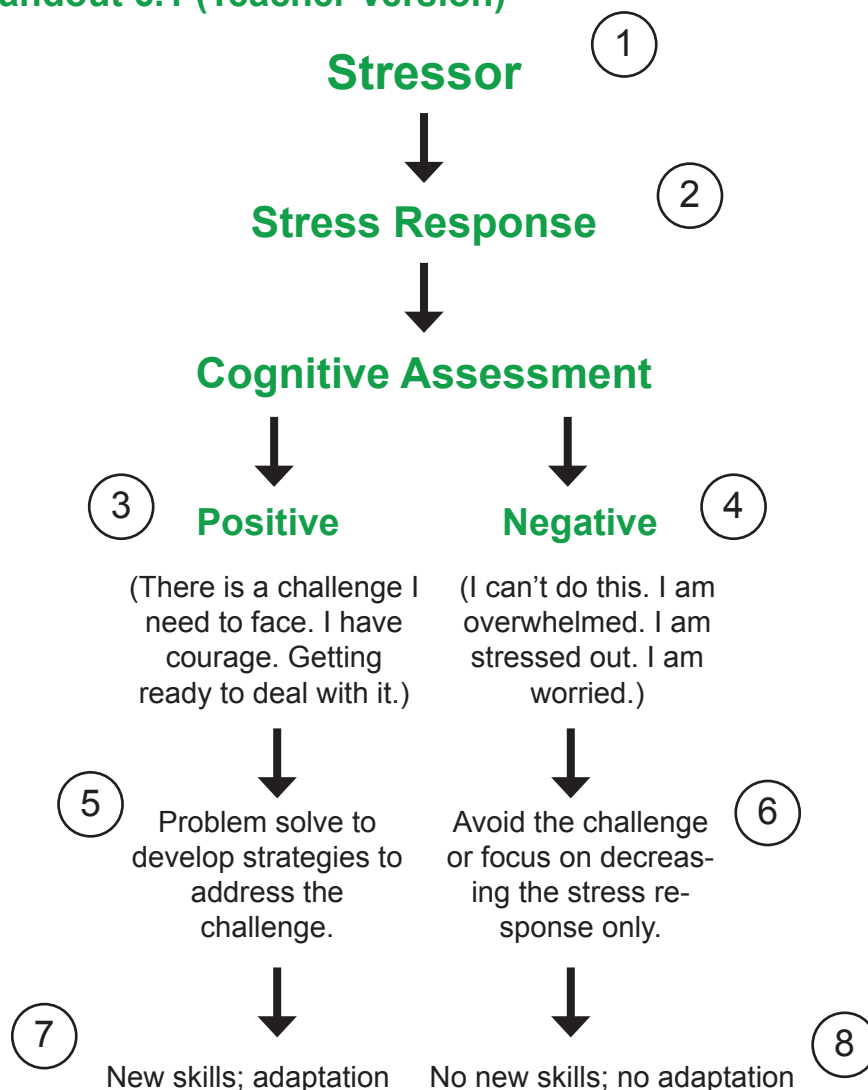 (Teacher Version)
1
Stressor
2
Stress Response
Cognitive Assessment
3
Positive
Negative
4
(There is a challenge I
need to face. I have
courage. Getting
ready to deal with it.)
(I can’t do this. I am
overwhelmed. I am
stressed out. I am
worried.)
5
Problem solve to
develop strategies to
address the
challenge.
Avoid the challenge
or focus on decreas-
ing the stress re-
sponse only.
6
7
New skills; adaptation
No new skills; no adaptation
8